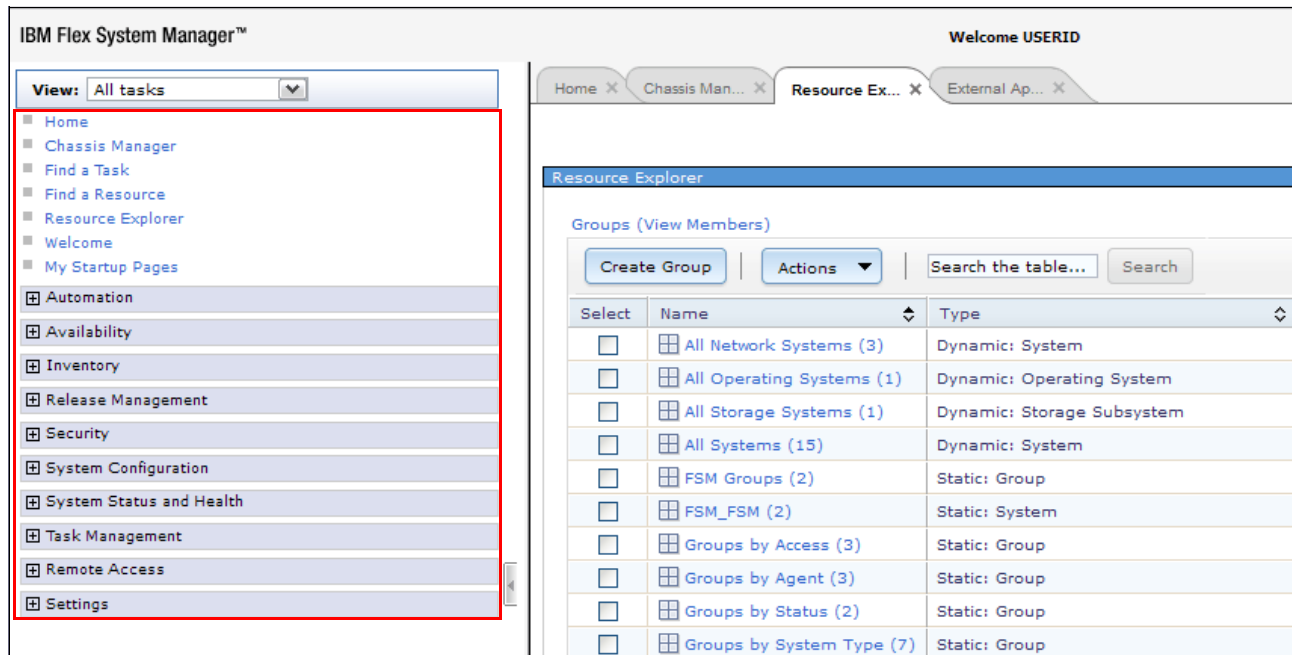 IBM Flex System Manager™
Welcome USERID
View: All tasks
Home
Chassis Manager
Find a Task
Find a Resource
Resource Explorer
Welcome
My Startup Pages
Automation
Availability
Inventory
Release Management
Security
System Configuration
System Status and Health
Task Management
Remote Access
Settings
Home Chassis Man... Resource Ex... External Ap...
Resource Explorer
Groups (View Members)
Create Group Actions Search the table... Search
Select Name Type
All Network Systems (3) Dynamic: System
All Operating Systems (1) Dynamic: Operating System
All Storage Systems (1) Dynamic: Storage Subsystem
All Systems (15) Dynamic: System
FSM Groups (2) Static: Group
FSM_FSM (2) Static: System
Groups by Access (3) Static: Group
Groups by Agent (3) Static: Group
Groups by Status (2) Static: Group
Groups by System Type (7) Static: Group